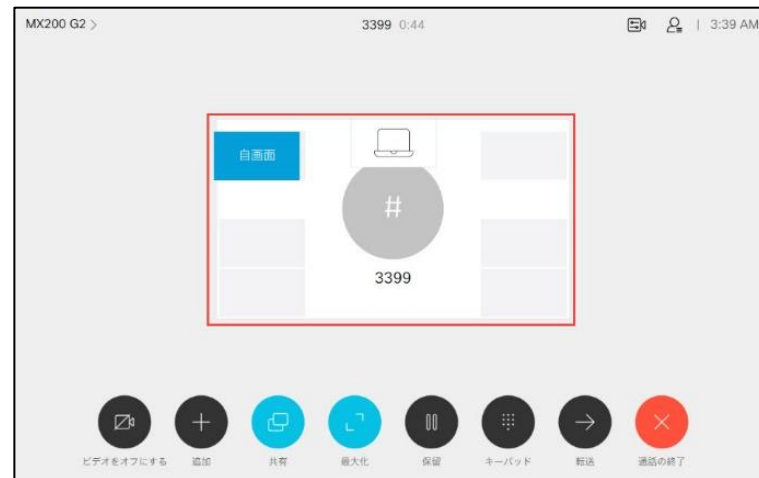 MX200 G2 >
3399 0:44
3:39 AM
自画面
#
3399
ビデオをオフにする
追加
共有
最大化
保留
キーパッド
転送
通話の終了